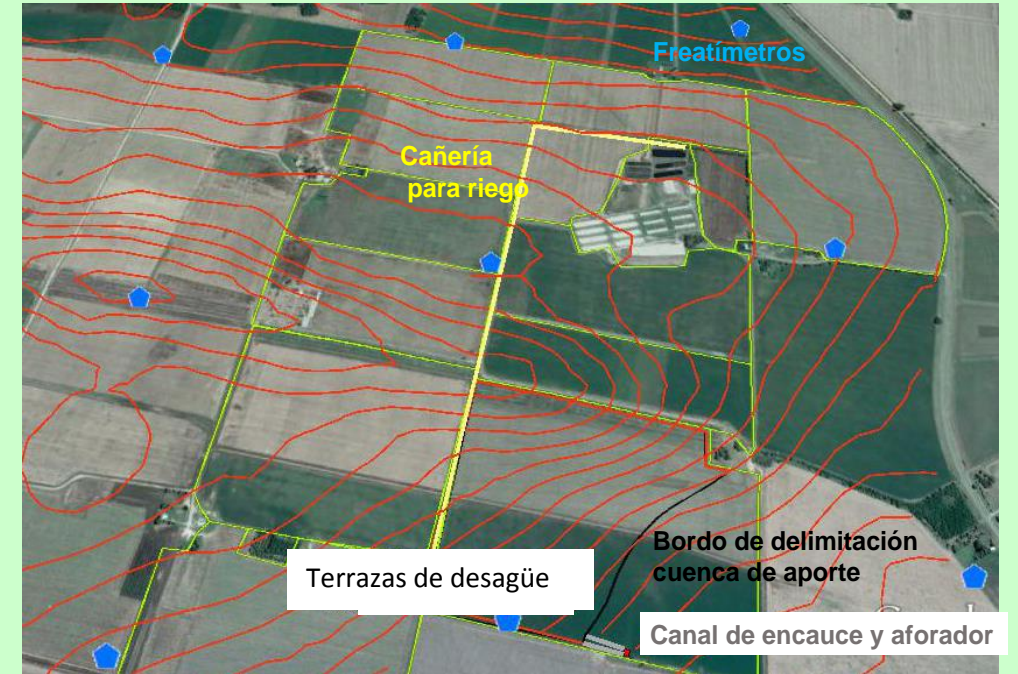 Freatímetros
Cañería
para riego
Bordo de delimitación
cuenca de aporte
Terrazas de desagüe
Canal de encauce y aforador